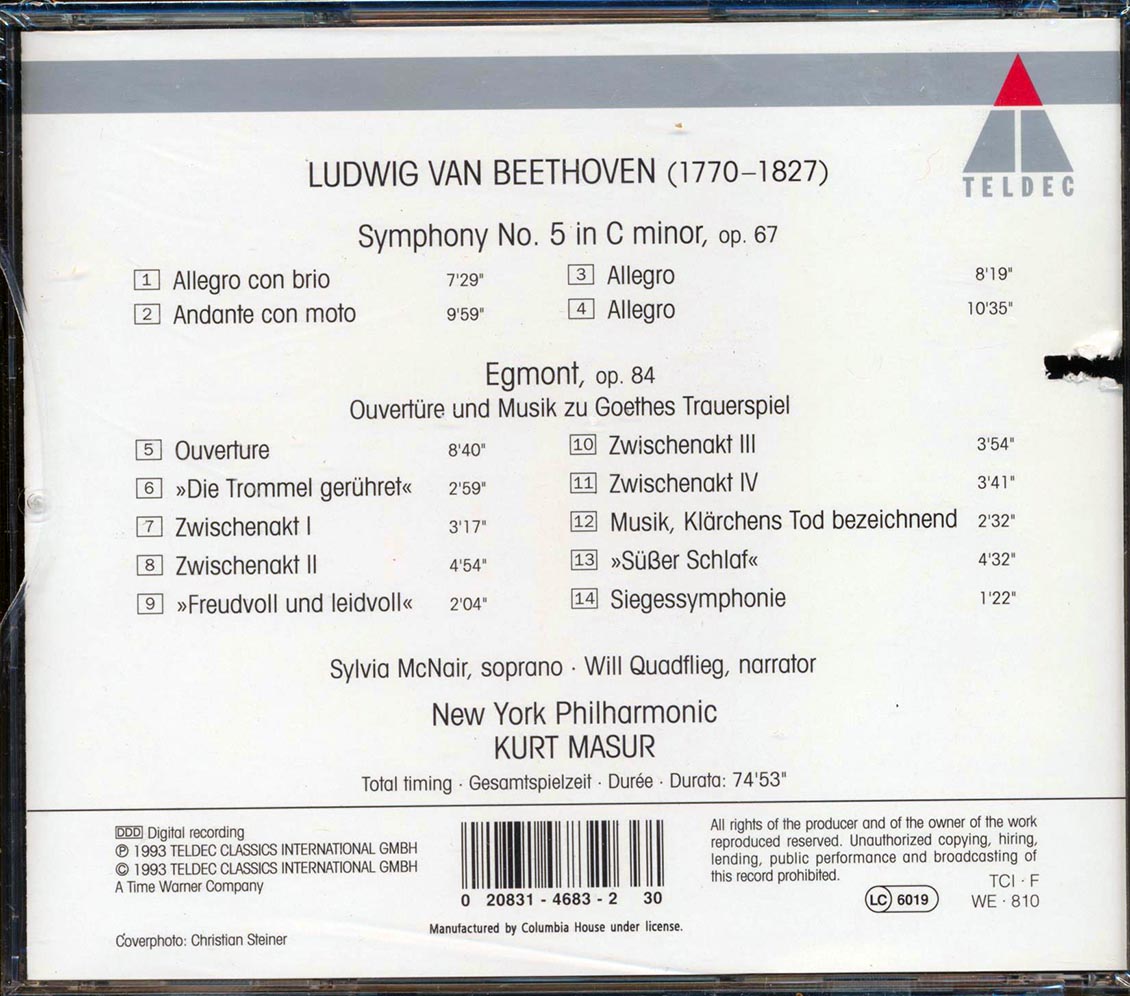 TELDEC
LUDWIG VAN BEETHOVEN (1770–1827)
Symphony No. 5 in C minor, op. 67
1 Allegro con brio 7'29"
2 Andante con moto 9'59"
3 Allegro 8'19"
4 Allegro 10'35"
Egmont, op. 84
Ouvertüre und Musik zu Goethes Trauerspiel
5 Ouverture 8'40"
6 »Die Trommel gerühret« 2'59"
7 Zwischenakt I 3'17"
8 Zwischenakt II 4'54"
9 »Freudvoll und leidvoll« 2'04"
10 Zwischenakt III 3'54"
11 Zwischenakt IV 3'41"
12 Musik, Klärchens Tod bezeichnend 2'32"
13 »Süßer Schlaf« 4'32"
14 Siegessymphonie 1'22"
Sylvia McNair, soprano · Will Quadflieg, narrator
New York Philharmonic
KURT MASUR
Total timing · Gesamtspielzeit · Durée · Durata: 74'53"
DDD Digital recording
℗ 1993 TELDEC CLASSICS INTERNATIONAL GMBH
© 1993 TELDEC CLASSICS INTERNATIONAL GMBH
A Time Warner Company
Coverphoto: Christian Steiner
0 20831 - 4683 - 2 30
Manufactured by Columbia House under license.
All rights of the producer and of the owner of the work
reproduced reserved. Unauthorized copying, hiring,
lending, public performance and broadcasting of
this record prohibited.
TCI · F
LC 6019
WE · 810